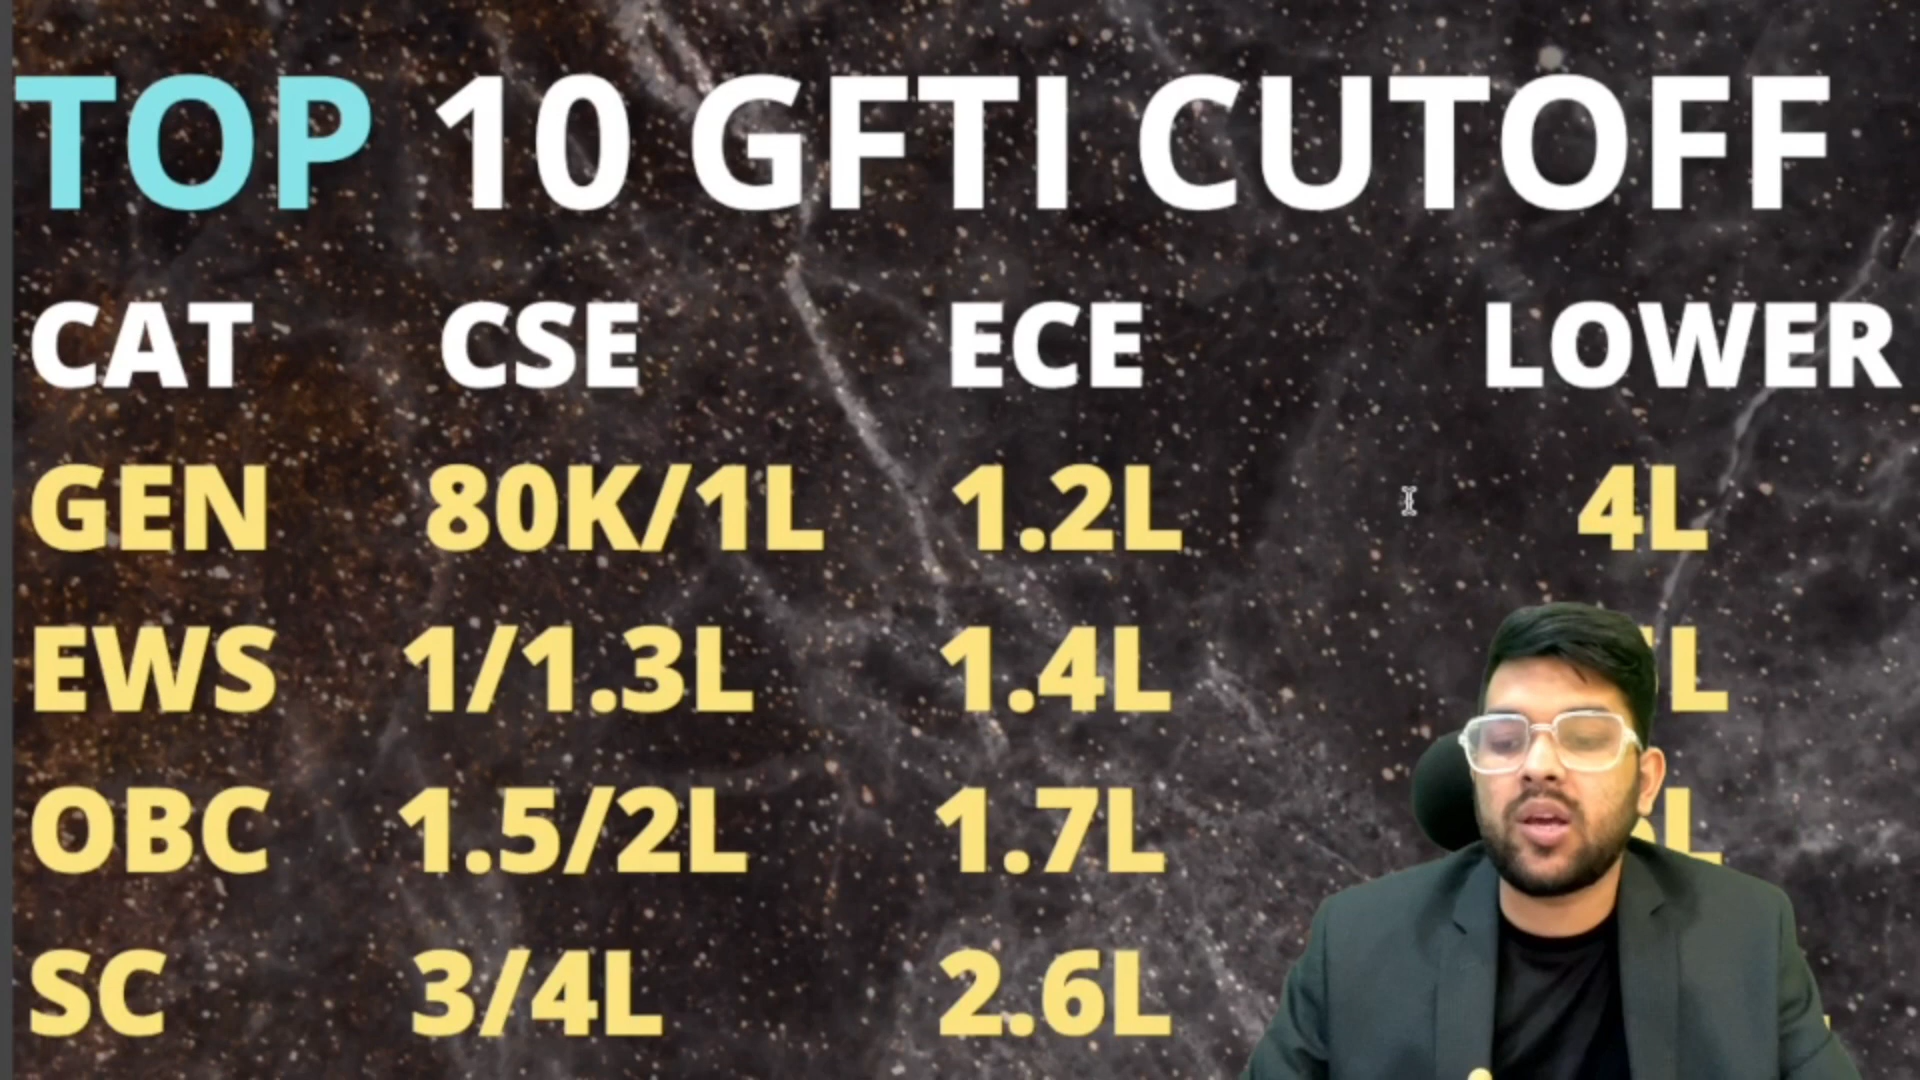 TOP 10 GFTI CUTOFF
CAT CSE ECE LOWER
GEN 80K/1L 1.2L 4L
EWS 1/1.3L 1.4L
OBC 1.5/2L 1.7L
SC 3/4L 2.6L